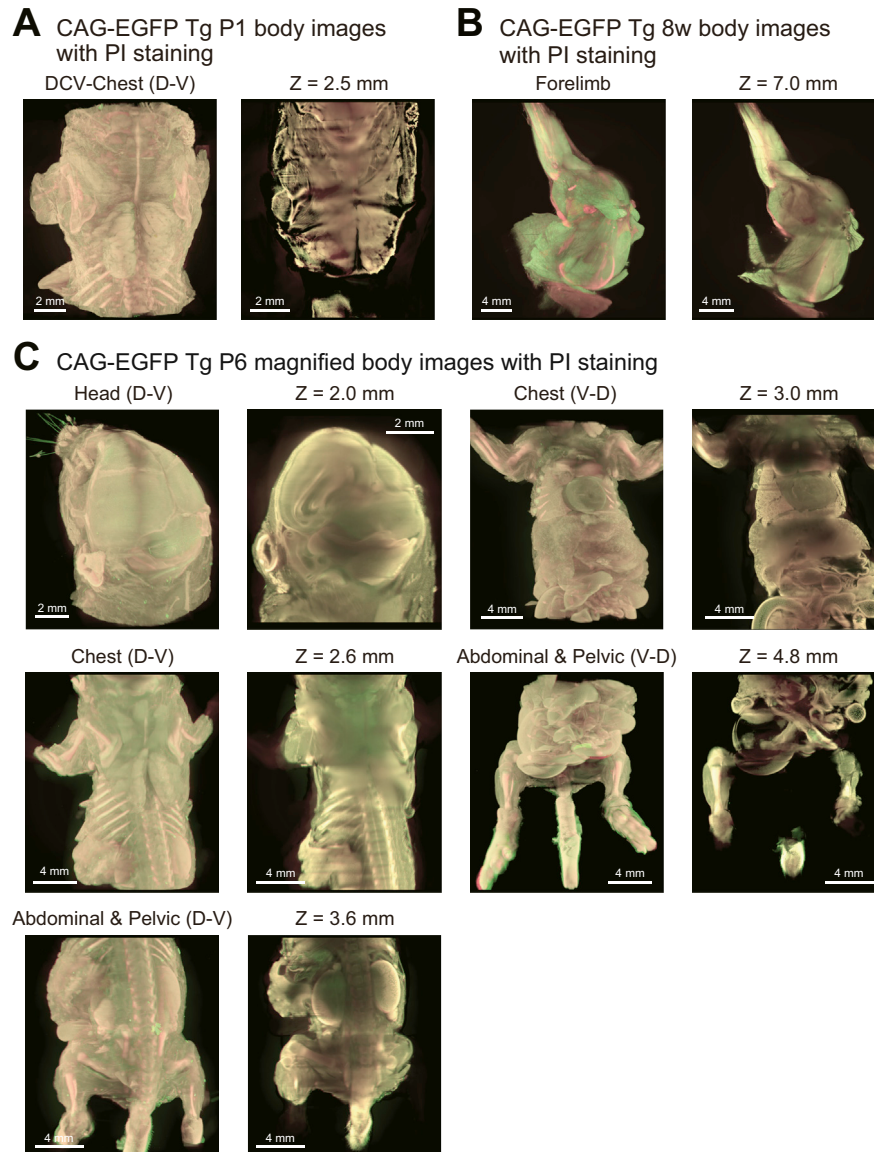 A CAG-EGFP Tg P1 body images
with PI staining
DCV-Chest (D-V)
Z = 2.5 mm
2 mm
2 mm
B CAG-EGFP Tg 8w body images
with PI staining
Forelimb
Z = 7.0 mm
4 mm
4 mm
C CAG-EGFP Tg P6 magnified body images with PI staining
Head (D-V)
Z = 2.0 mm
Chest (V-D)
Z = 3.0 mm
2 mm
2 mm
4 mm
4 mm
Chest (D-V)
Z = 2.6 mm
Abdominal & Pelvic (V-D)
Z = 4.8 mm
4 mm
4 mm
4 mm
4 mm
Abdominal & Pelvic (D-V)
Z = 3.6 mm
4 mm
4 mm